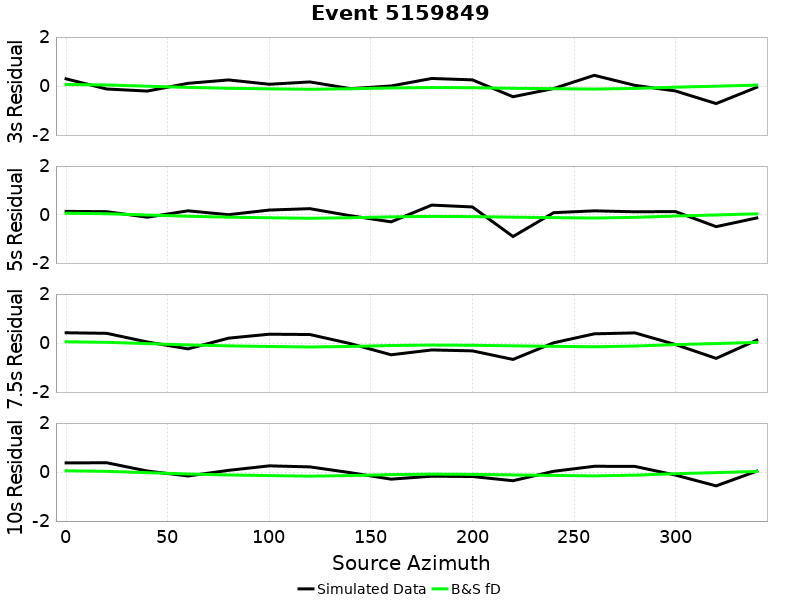 Event 5159849
3s Residual
2
0
-2
5s Residual
2
0
-2
7.5s Residual
2
0
-2
10s Residual
2
0
-2
0 50 100 150 200 250 300
Source Azimuth
Simulated Data B&S fD